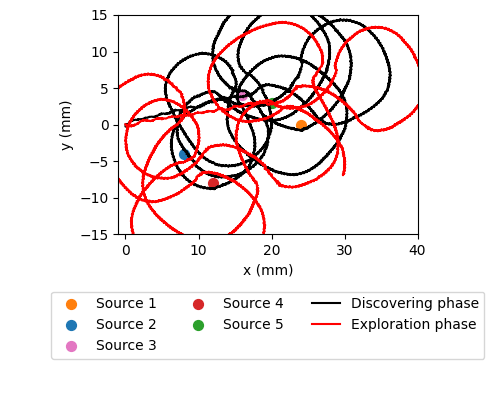 15
10
5
0
−5
−10
−15
y (mm)
0 10 20 30 40
x (mm)
Source 1 Source 4 Discovering phase
Source 2 Source 5 Exploration phase
Source 3